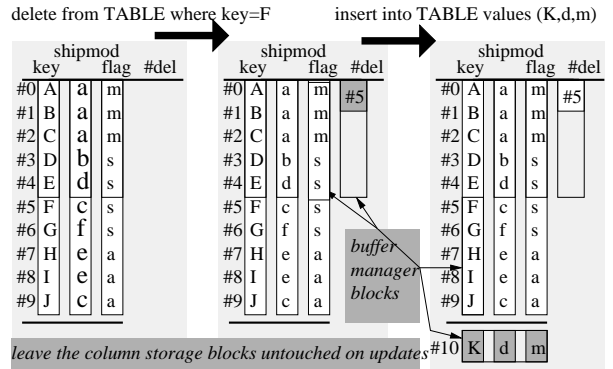 delete from TABLE where key=F insert into TABLE values (K,d,m)
shipmod shipmod shipmod
key flag #del key flag #del key flag #del
#0 A a m #0 A a m #5 #0 A a m #5
#1 B a m #1 B a m #1 B a m
#2 C a m #2 C a m #2 C a m
#3 D b s #3 D b s #3 D b s
#4 E d s #4 E d s #4 E d s
#5 F c s #5 F c s #5 F c s
#6 G f s #6 G f s #6 G f s
#7 H e a #7 H e a #7 H e a
#8 I e a #8 I e a #8 I e a
#9 J c a #9 J c a #9 J c a
buffer
manager
blocks
leave the column storage blocks untouched on updates #10 K d m